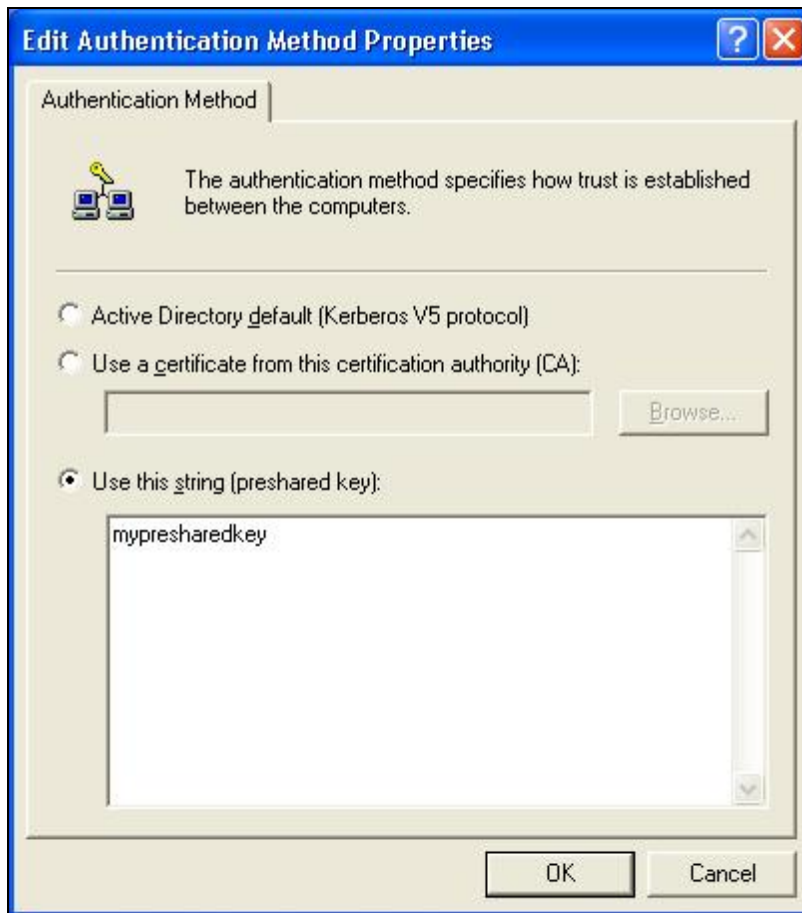 Edit Authentication Method Properties
Authentication Method
The authentication method specifies how trust is established
between the computers.
Active Directory default (Kerberos V5 protocol)
Use a certificate from this certification authority (CA):
Browse...
Use this string (preshared key):
mypresharedkey
OK
Cancel